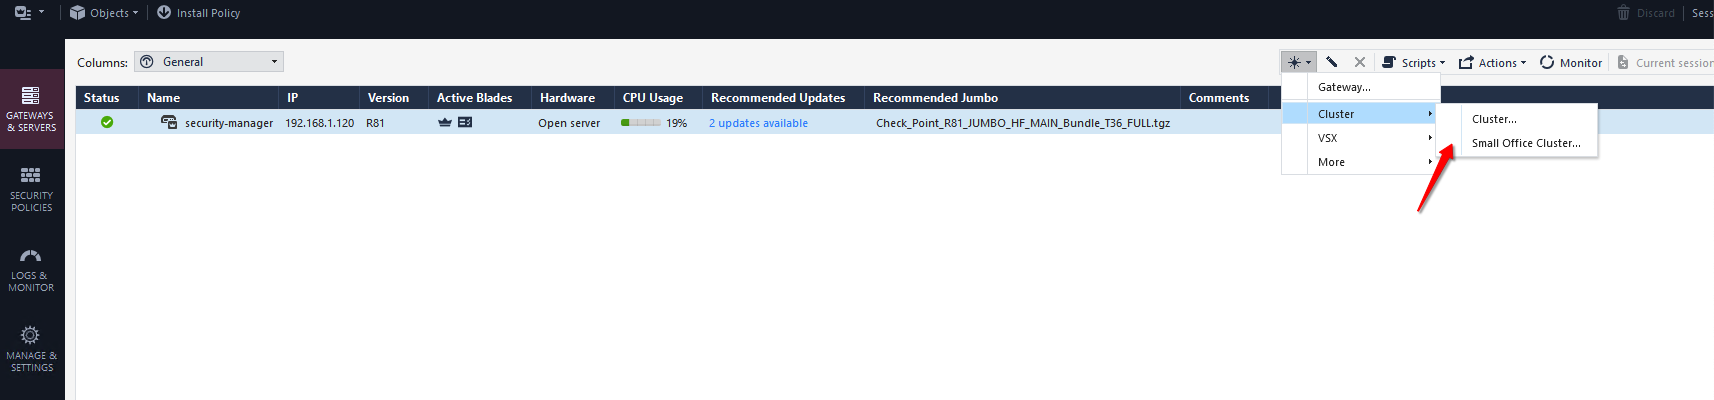 Objects
Install Policy
Discard
Sess
Columns:
General
Scripts
Actions
Monitor
Current session
Status Name IP Version Active Blades Hardware CPU Usage Recommended Updates Recommended Jumbo Comments
security-manager 192.168.1.120 R81 Open server 19% 2 updates available Check_Point_R81_JUMBO_HF_MAIN_Bundle_T36_FULL.tgz
Gateway...
Cluster
VSX
More
Cluster...
Small Office Cluster...
GATEWAYS
& SERVERS
SECURITY
POLICIES
LOGS &
MONITOR
MANAGE &
SETTINGS